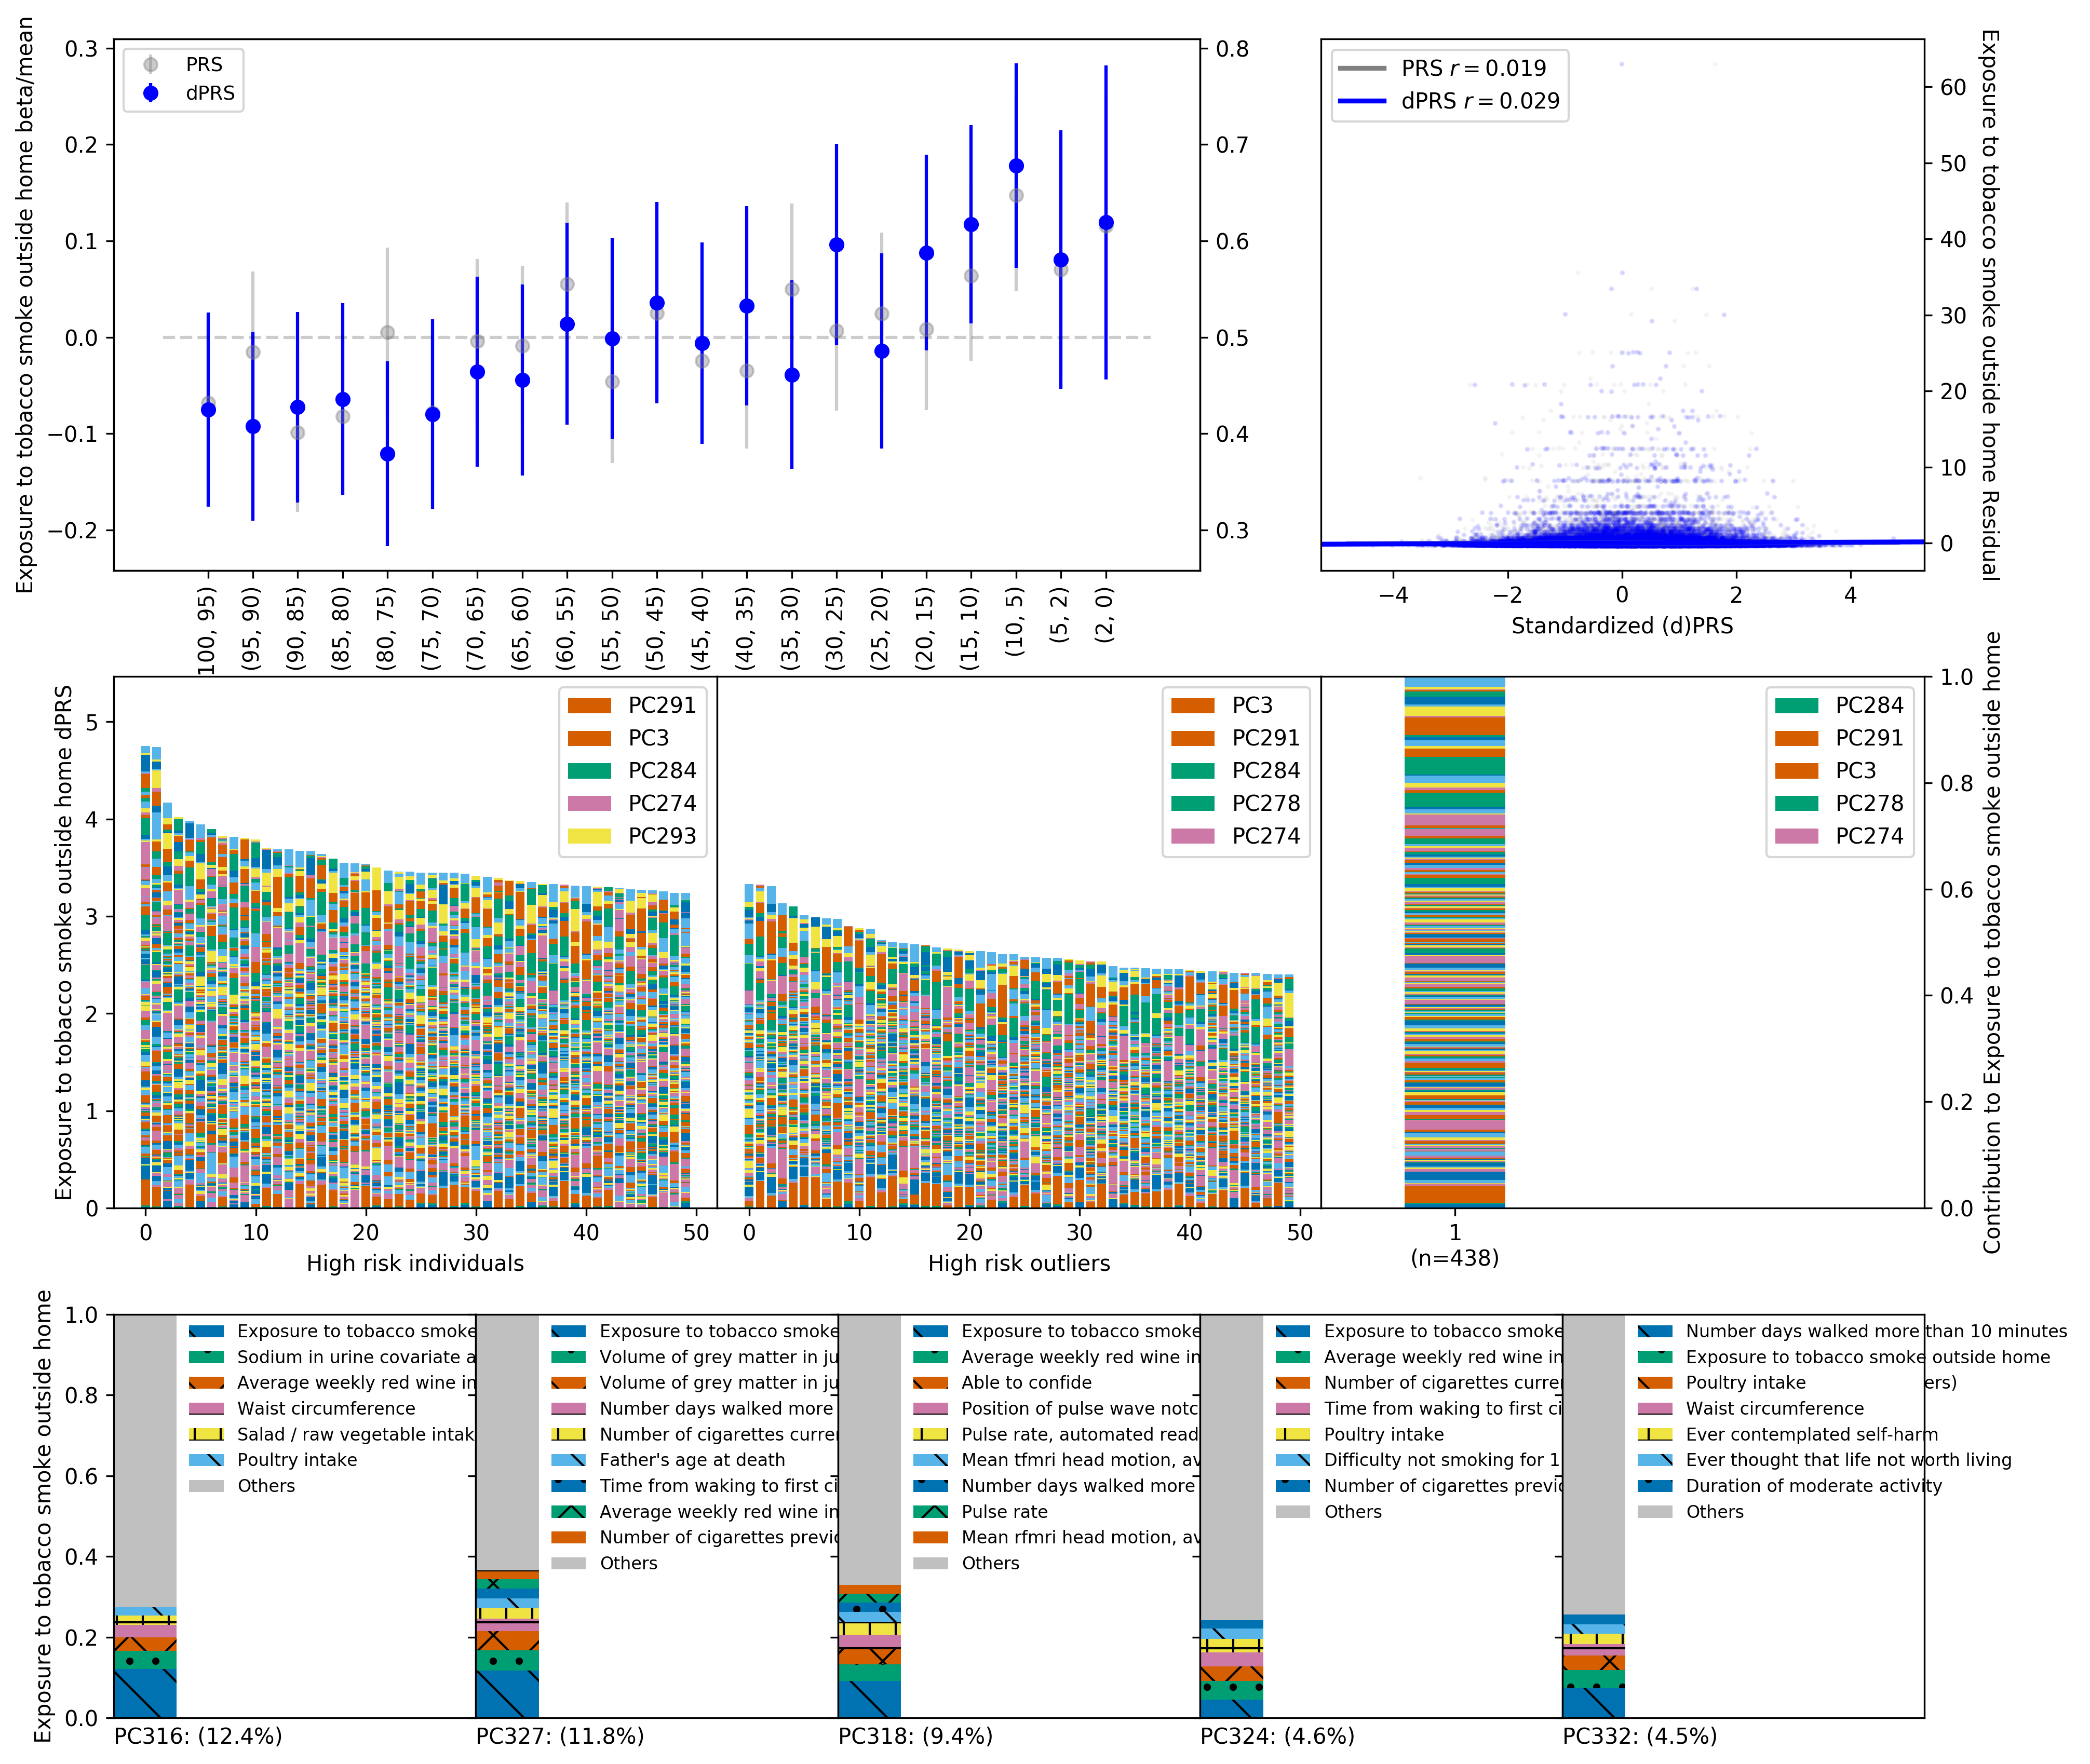 Exposure to tobacco smoke outside home beta/mean
0.3
0.2
0.1
0.0
−0.1
−0.2
PRS
dPRS
0.8
0.7
0.6
0.5
0.4
0.3
100, 95)
(95, 90)
(90, 85)
(85, 80)
(80, 75)
(75, 70)
(70, 65)
(65, 60)
(60, 55)
(55, 50)
(50, 45)
(45, 40)
(40, 35)
(35, 30)
(30, 25)
(25, 20)
(20, 15)
(15, 10)
(10, 5)
(5, 2)
(2, 0)
PRS r = 0.019
dPRS r = 0.029
Exposure to tobacco smoke outside home Residual
60
50
40
30
20
10
0
−4
−2
0
2
4
Standardized (d)PRS
Exposure to tobacco smoke outside home dPRS
5
4
3
2
1
0
PC291
PC3
PC284
PC274
PC293
0
10
20
30
40
50
High risk individuals
PC3
PC291
PC284
PC278
PC274
0
10
20
30
40
50
High risk outliers
PC284
PC291
PC3
PC278
PC274
1
(n=438)
1.0
0.8
0.6
0.4
0.2
0.0
Contribution to Exposure to tobacco smoke outside home
Exposure to tobacco smoke outside home
1.0
0.8
0.6
0.4
0.2
0.0
Exposure to tobacco smoke
Sodium in urine covariate a
Average weekly red wine in
Waist circumference
Salad / raw vegetable intak
Poultry intake
Others
PC316: (12.4%)
Exposure to tobacco smoke
Volume of grey matter in ju
Volume of grey matter in ju
Number days walked more
Number of cigarettes curre
Father's age at death
Time from waking to first ci
Average weekly red wine in
Number of cigarettes previo
Others
PC327: (11.8%)
Exposure to tobacco smoke
Average weekly red wine in
Able to confide
Position of pulse wave notc
Pulse rate, automated read
Mean tfmri head motion, av
Number days walked more
Pulse rate
Mean rfmri head motion, av
Others
PC318: (9.4%)
Exposure to tobacco smoke
Average weekly red wine in
Number of cigarettes curre
Time from waking to first ci
Poultry intake
Difficulty not smoking for 1
Number of cigarettes previo
Others
PC324: (4.6%)
Number days walked more than 10 minutes
Exposure to tobacco smoke outside home
Poultry intake
ers)
Waist circumference
Ever contemplated self-harm
Ever thought that life not worth living
Duration of moderate activity
Others
PC332: (4.5%)